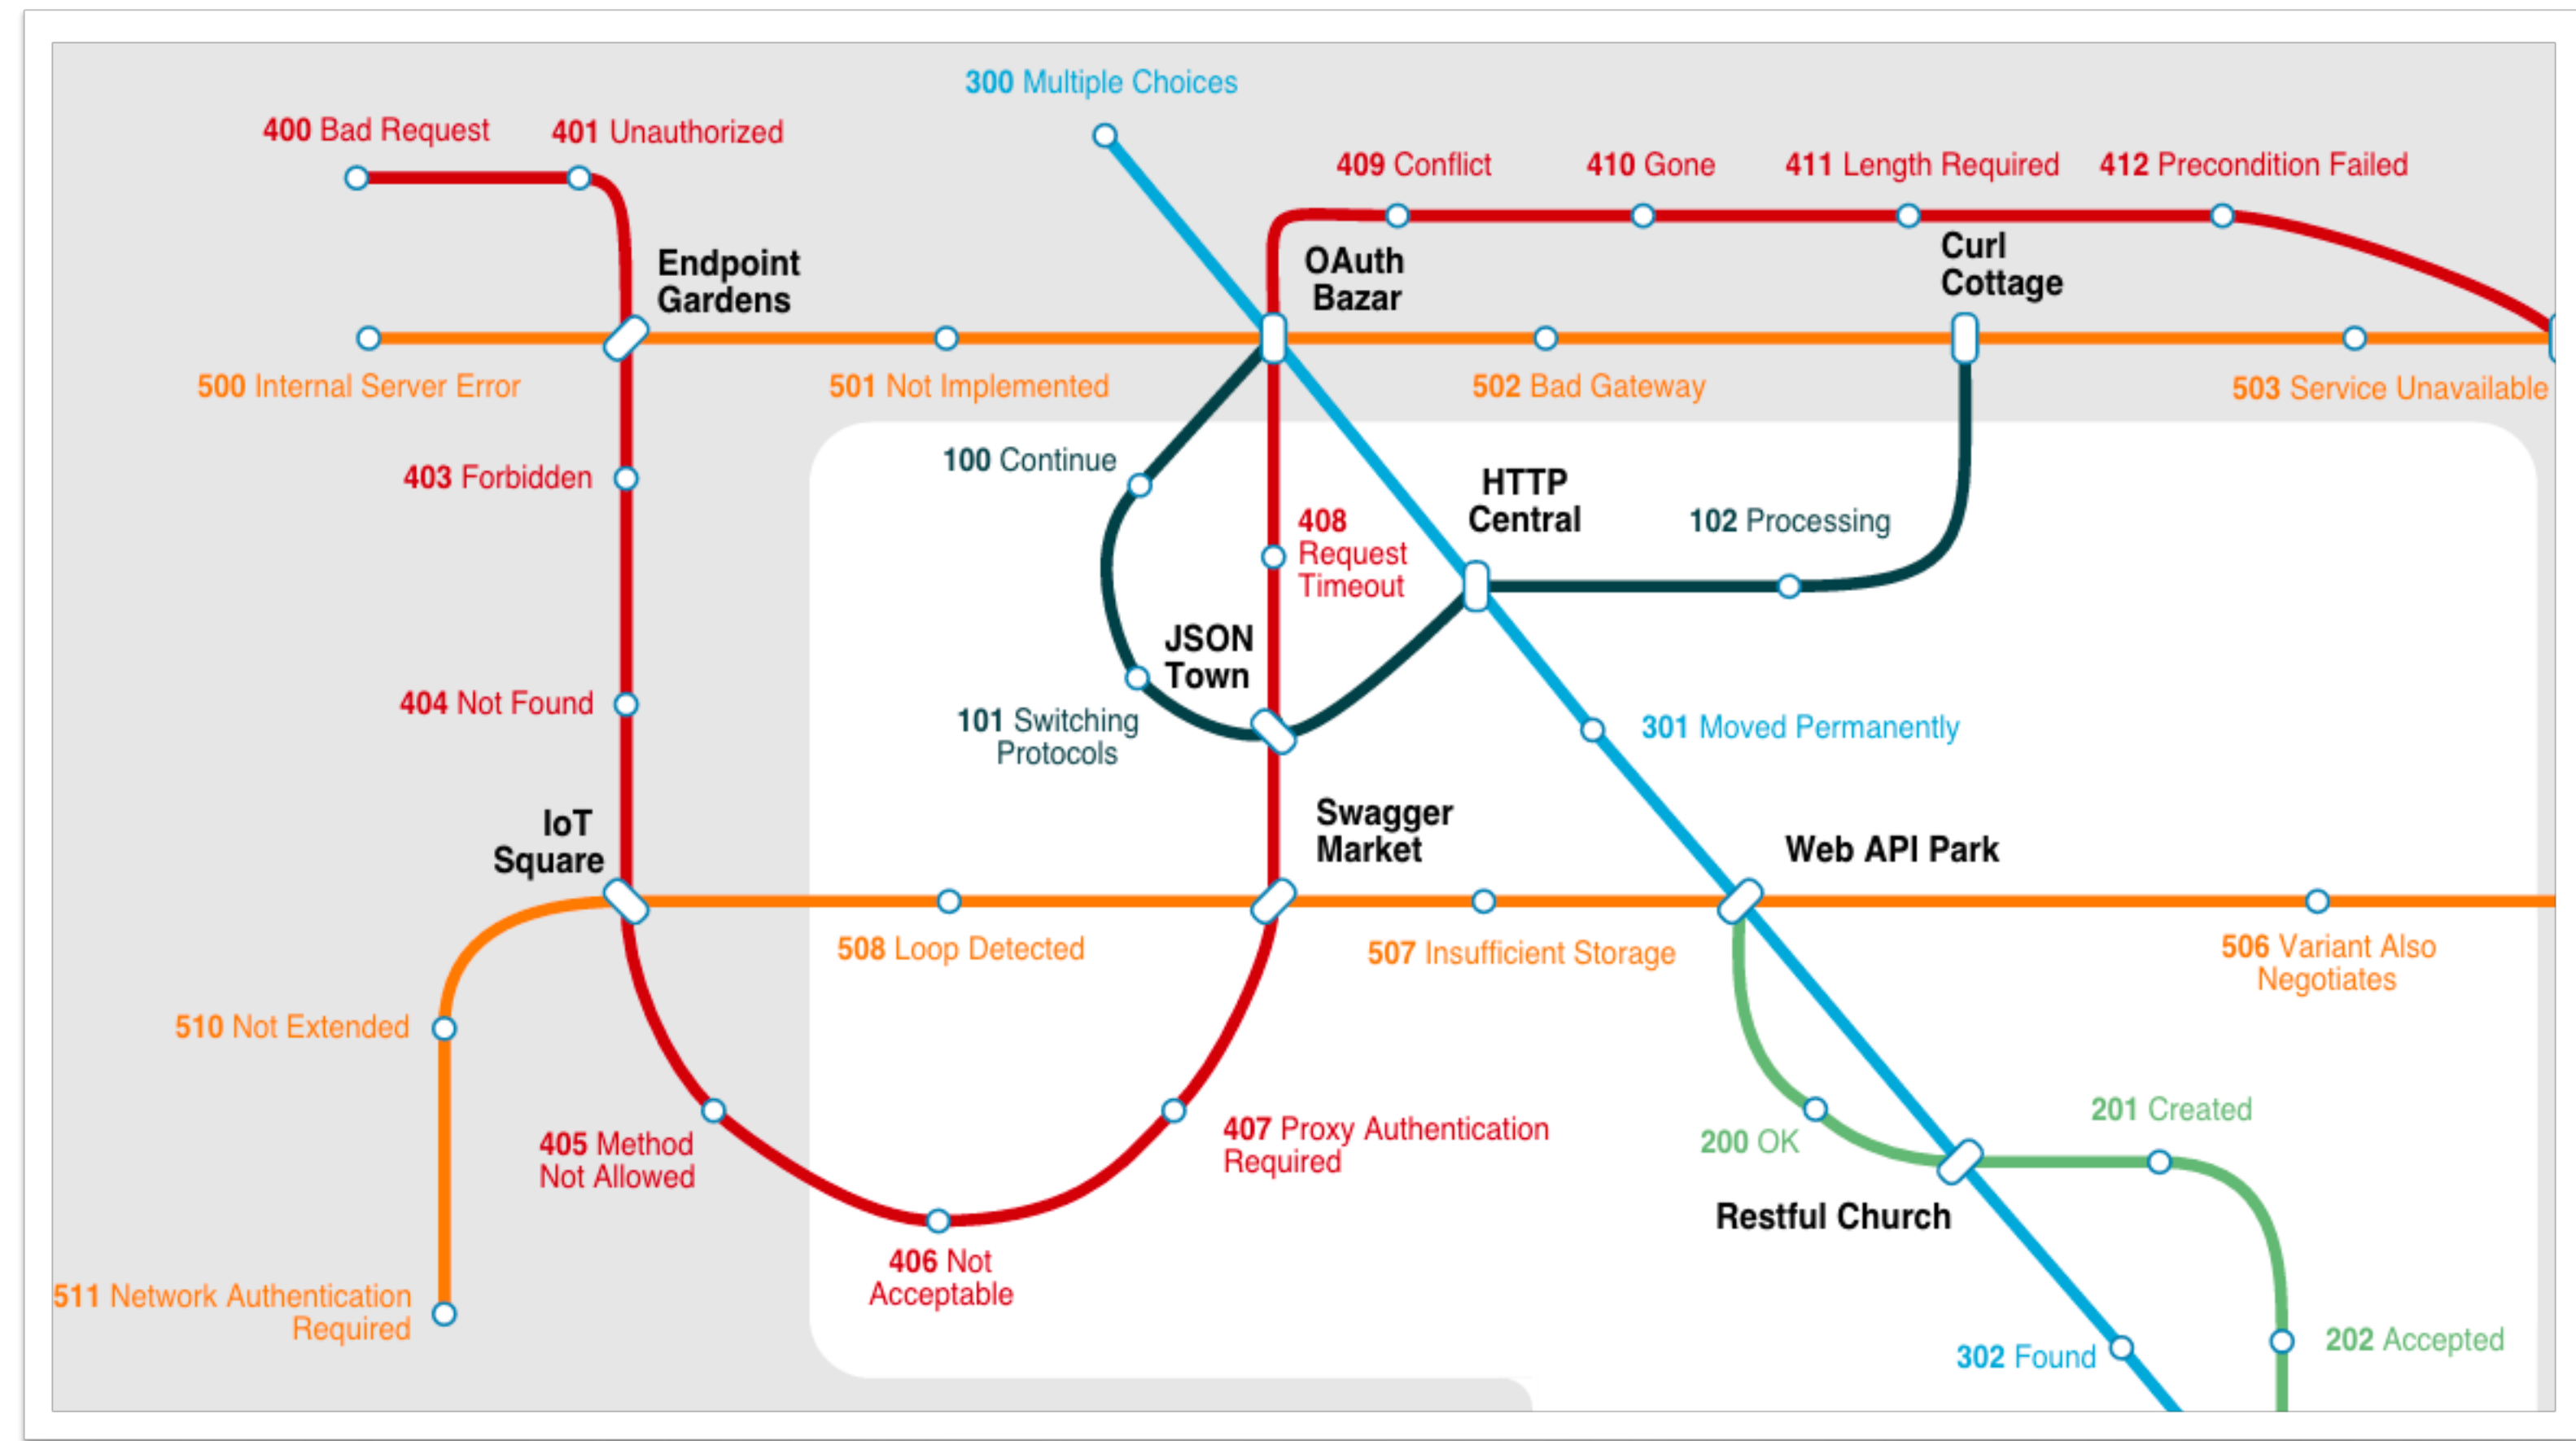 300 Multiple Choices
400 Bad Request
401 Unauthorized
409 Conflict
410 Gone
411 Length Required
412 Precondition Failed
Endpoint
Gardens
OAuth
Bazar
Curl
Cottage
500 Internal Server Error
501 Not Implemented
502 Bad Gateway
503 Service Unavailable
403 Forbidden
100 Continue
408
Request
Timeout
HTTP
Central
102 Processing
JSON
Town
404 Not Found
101 Switching
Protocols
301 Moved Permanently
IoT
Square
Swagger
Market
Web API Park
508 Loop Detected
507 Insufficient Storage
506 Variant Also
Negotiates
510 Not Extended
405 Method
Not Allowed
407 Proxy Authentication
Required
200 OK
201 Created
Restful Church
406 Not
Acceptable
511 Network Authentication
Required
302 Found
202 Accepted